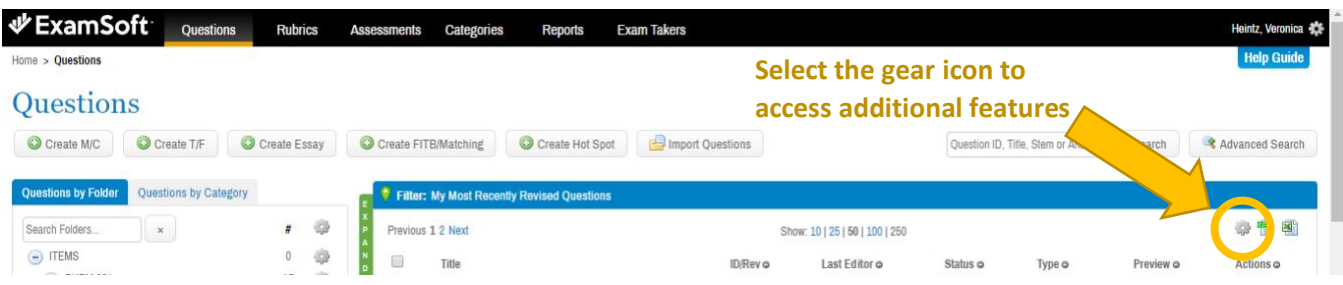 ExamSoft Questions Rubrics Assessments Categories Reports Exam Takers Heintz, Veronica
Home > Questions Help Guide
Select the gear icon to
access additional features
Questions
Create M/C Create T/F Create Essay Create FITB/Matching Create Hot Spot Import Questions Question ID, Title, Stem or Advanced Search
Questions by Folder Questions by Category
EXPAND
Filter: My Most Recently Revised Questions
Search Folders... x #
Previous 1 2 Next Show: 10 | 25 | 50 | 100 | 250
ITEMS 0
Title ID/Rev Last Editor Status Type Preview Actions